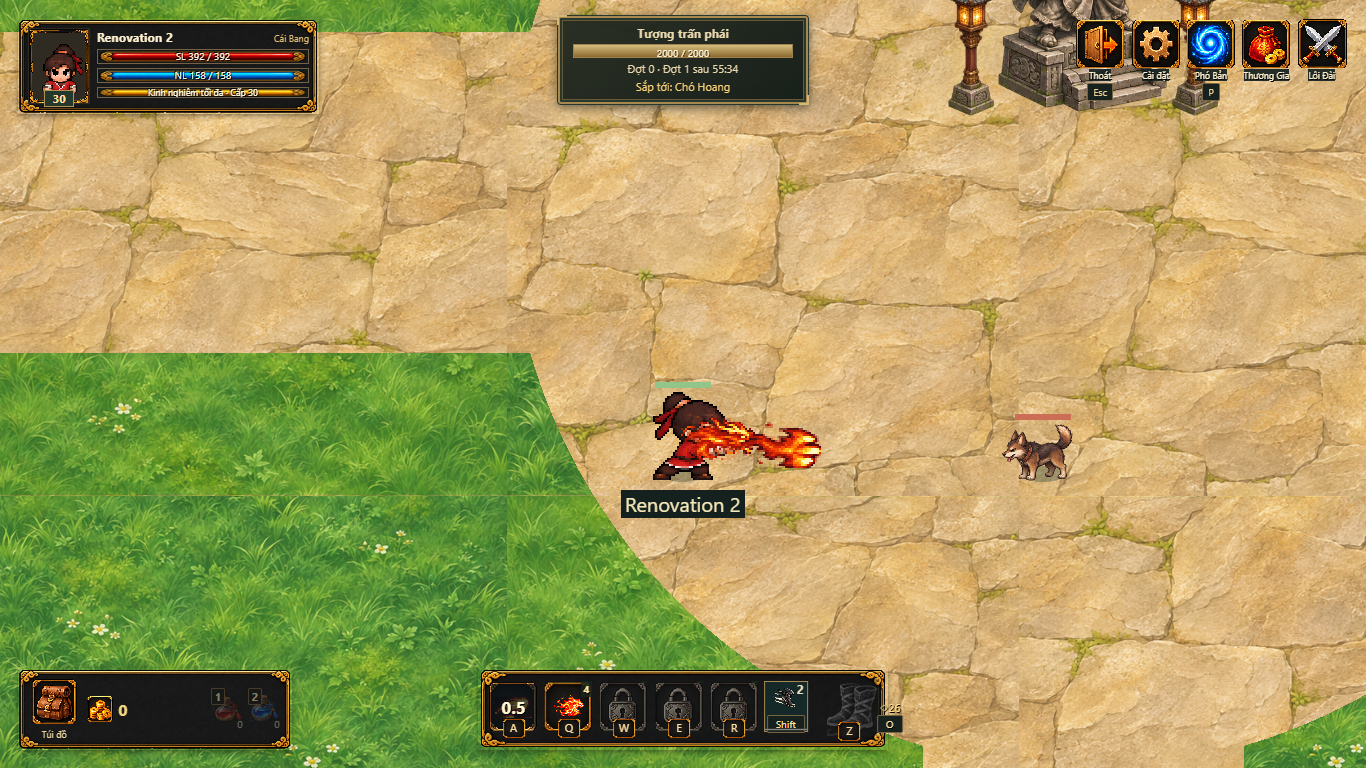 Renovation 2
Cái Bang
SL 392 / 392
NL 158 / 158
Kinh nghiệm tối đa - Cấp 30
30
Tượng trấn phái
2000 / 2000
Đợt 0 · Đợt 1 sau 55:34
Sắp tới: Chó Hoang
Thoát
Cài đặt
Phó Bản
Thương Gia
Lôi Đài
Esc
P
Renovation 2
Túi đồ
0
1
0
2
0
0.5
A
4
Q
W
E
R
2
Shift
Z
O